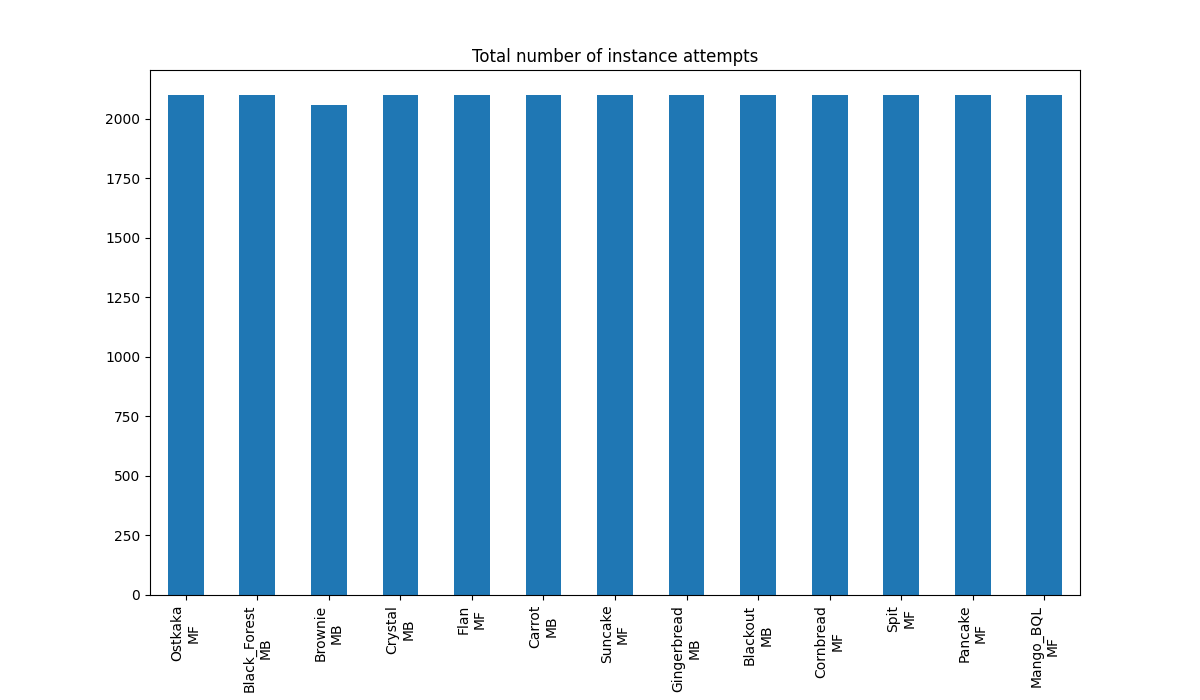 Total number of instance attempts
2000
1750
1500
1250
1000
750
500
250
0
Ostkaka
MF
Black_Forest
MB
Brownie
MB
Crystal
MB
Flan
MF
Carrot
MB
Suncake
MF
Gingerbread
MB
Blackout
MB
Cornbread
MF
Spit
MF
Pancake
MF
Mango_BQL
MF